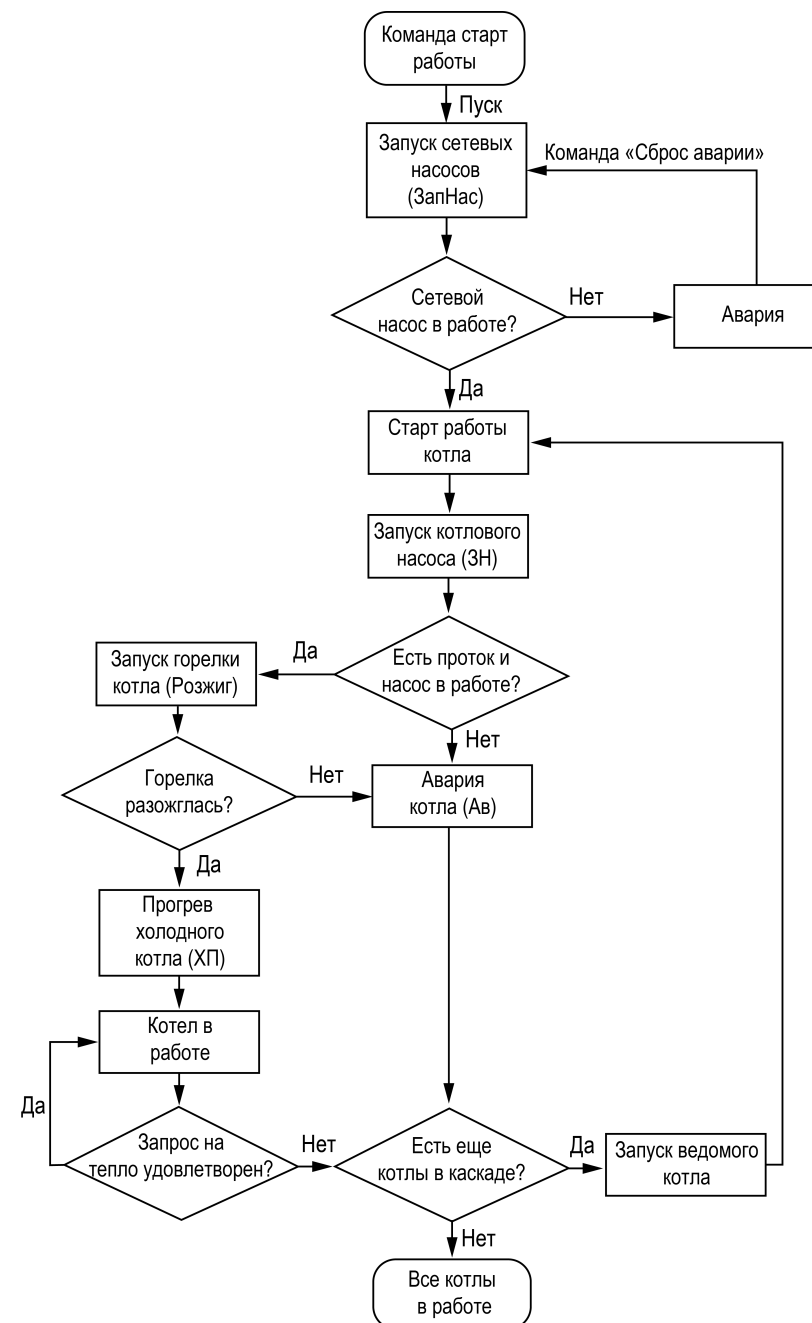 Команда старт
работы
Пуск
Запуск сетевых
насосов
(ЗапНас)
Команда «Сброс аварии»
Сетевой
насос в работе?
Нет
Авария
Да
Старт работы
котла
Запуск котлового
насоса (ЗН)
Есть проток и
насос в работе?
Да
Запуск горелки
котла (Розжиг)
Нет
Горелка
разожглась?
Нет
Авария
котла (Ав)
Да
Прогрев
холодного
котла (ХП)
Котел в
работе
Да
Запрос на
тепло удовлетворен?
Нет
Есть еще
котлы в каскаде?
Да
Запуск ведомого
котла
Нет
Все котлы
в работе